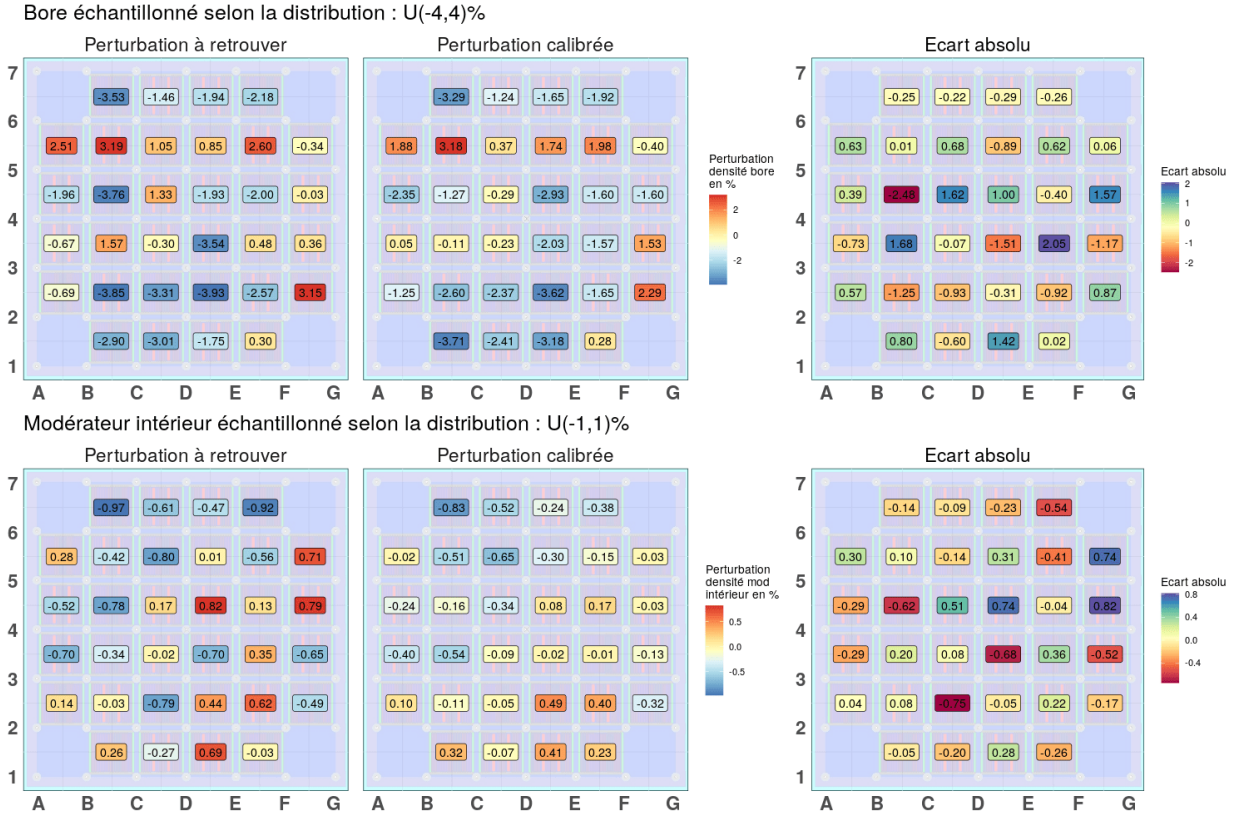 Bore échantillonné selon la distribution : U(-4,4)%
Perturbation à retrouver
7
-3.53 -1.46 -1.94 -2.18
6
2.51 3.19 1.05 0.85 2.60 -0.34
5
-1.96 -3.76 1.33 -1.93 -2.00 -0.03
4
-0.67 1.57 -0.30 -3.54 0.48 0.36
3
-0.69 -3.85 -3.31 -3.93 -2.57 3.15
2
-2.90 -3.01 -1.75 0.30
1
A B C D E F G
Perturbation calibrée
-3.29 -1.24 -1.65 -1.92
1.88 3.18 0.37 1.74 1.98 -0.40
-2.35 -1.27 -0.29 -2.93 -1.60 -1.60
0.05 -0.11 -0.23 -2.03 -1.57 1.53
-1.25 -2.60 -2.37 -3.62 -1.65 2.29
-3.71 -2.41 -3.18 0.28
A B C D E F G
Perturbation
densité bore
en %
2
0
-2
Ecart absolu
7
-0.25 -0.22 -0.29 -0.26
6
0.63 0.01 0.68 -0.89 0.62 0.06
5
0.39 -2.48 1.62 1.00 -0.40 1.57
4
-0.73 1.68 -0.07 -1.51 2.05 -1.17
3
0.57 -1.25 -0.93 -0.31 -0.92 0.87
2
0.80 -0.60 1.42 0.02
1
A B C D E F G
Ecart absolu
2
1
0
-1
-2
Modérateur intérieur échantillonné selon la distribution : U(-1,1)%
Perturbation à retrouver
7
-0.97 -0.61 -0.47 -0.92
6
0.28 -0.42 -0.80 0.01 -0.56 0.71
5
-0.52 -0.78 0.17 0.82 0.13 0.79
4
-0.70 -0.34 -0.02 -0.70 0.35 -0.65
3
0.14 -0.03 -0.79 0.44 0.62 -0.49
2
0.26 -0.27 0.69 -0.03
1
A B C D E F G
Perturbation calibrée
-0.83 -0.52 -0.24 -0.38
-0.02 -0.51 -0.65 -0.30 -0.15 -0.03
-0.24 -0.16 -0.34 0.08 0.17 -0.03
-0.40 -0.54 -0.09 -0.02 -0.01 -0.13
0.10 -0.11 -0.05 0.49 0.40 -0.32
0.32 -0.07 0.41 0.23
A B C D E F G
Perturbation
densité mod
intérieur en %
0.5
0.0
-0.5
Ecart absolu
7
-0.14 -0.09 -0.23 -0.54
6
0.30 0.10 -0.14 0.31 -0.41 0.74
5
-0.29 -0.62 0.51 0.74 -0.04 0.82
4
-0.29 0.20 0.08 -0.68 0.36 -0.52
3
0.04 0.08 -0.75 -0.05 0.22 -0.17
2
-0.05 -0.20 0.28 -0.26
1
A B C D E F G
Ecart absolu
0.8
0.4
0.0
-0.4